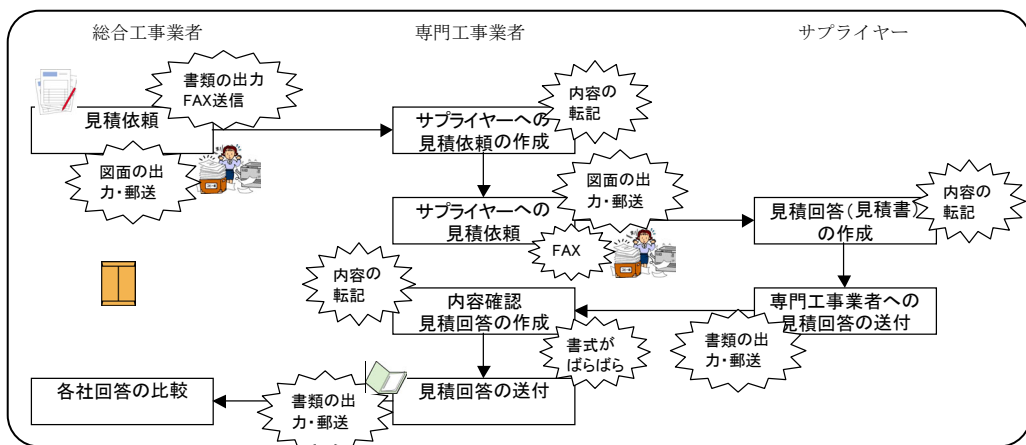 総合工事業者
専門工事業者
サプライヤー
書類の出力
FAX送信
見積依頼
図面の出
力・郵送
サプライヤーへの
見積依頼の作成
内容の
転記
サプライヤーへの
見積依頼
図面の出
力・郵送
FAX
見積回答(見積書)
の作成
内容の
転記
内容の
転記
内容確認
見積回答の作成
書式が
ばらばら
専門工事業者への
見積回答の送付
書類の出
力・郵送
各社回答の比較
書類の出
力・郵送
見積回答の送付